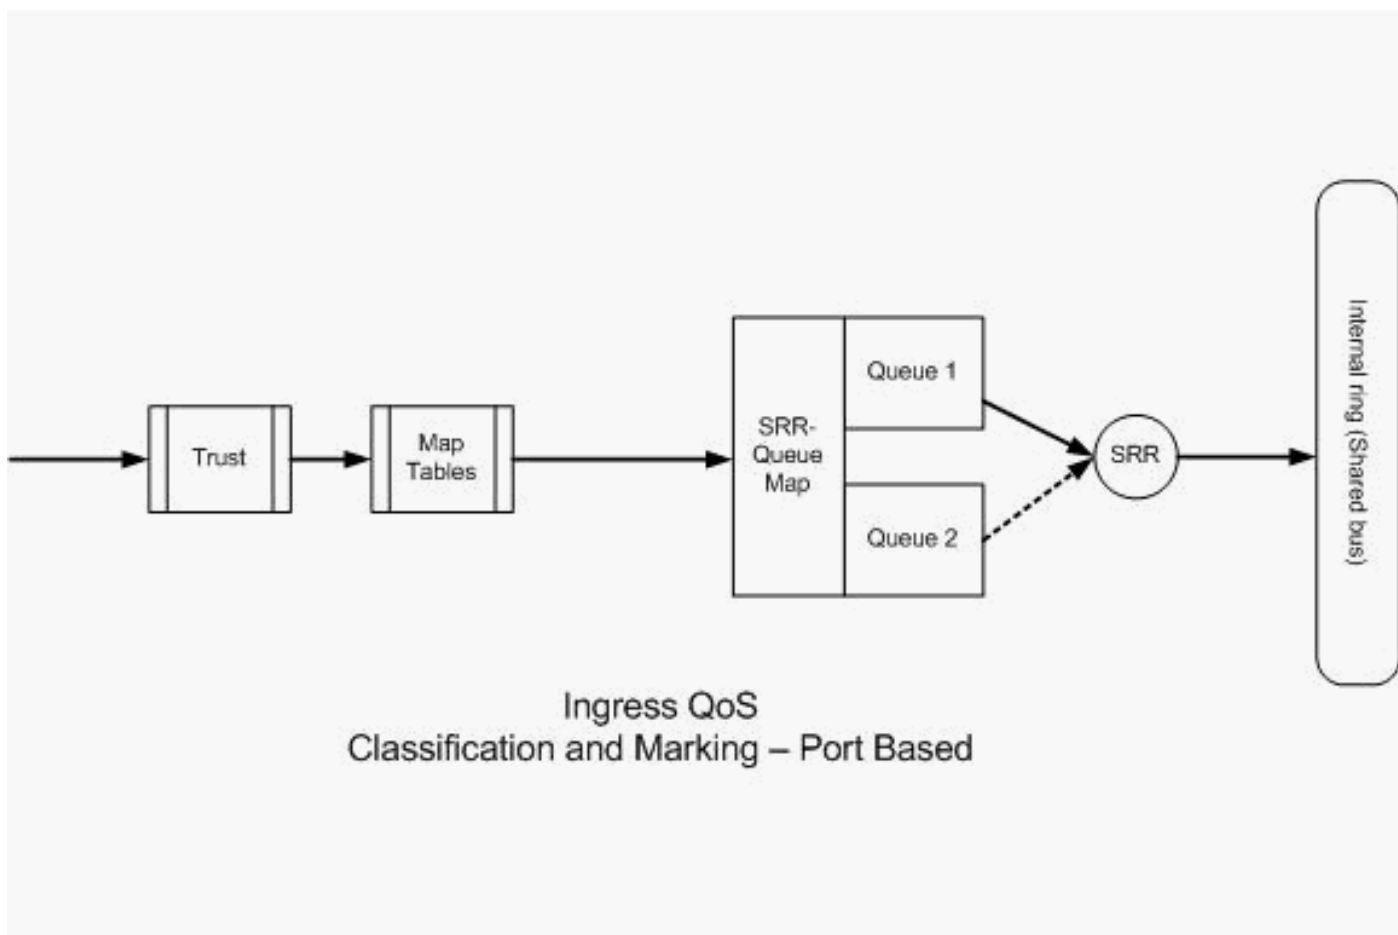 Trust
Map
Tables
SRR-
Queue
Map
Queue 1
Queue 2
SRR
Internal ring (Shared bus)
Ingress QoS
Classification and Marking – Port Based